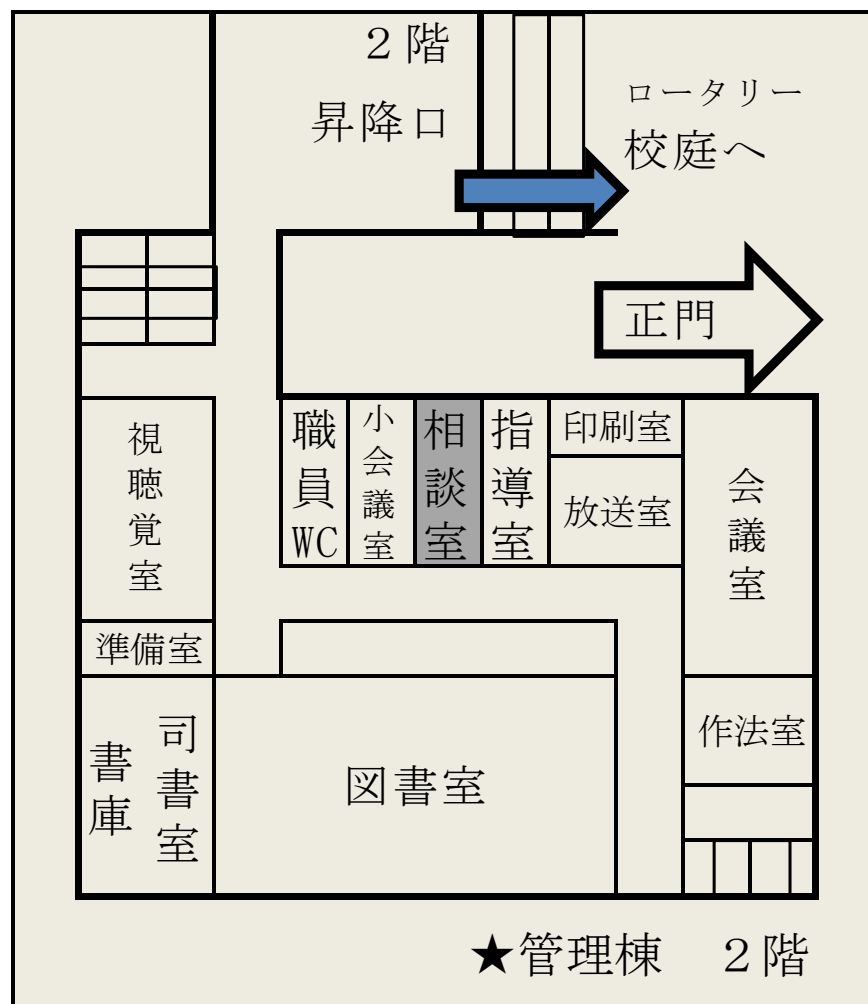 ２階
昇降口
ロータリー
校庭へ
正門
視聴覚室
職員WC
小会議室
相談室
指導室
印刷室
放送室
会議室
準備室
書庫
司書室
図書室
作法室
★管理棟　２階